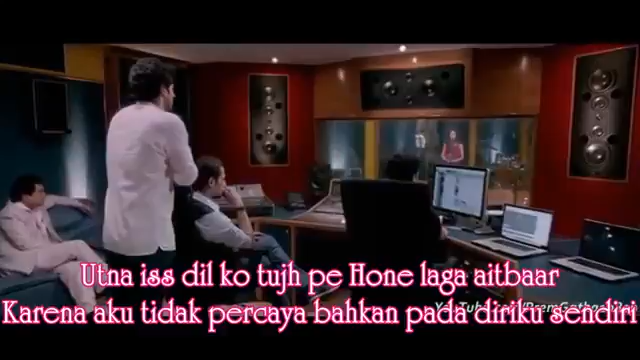 Utna iss dil ko tujh pe Hone laga aitbaar
Karena aku tidak percaya bahkan pada diriku sendiri